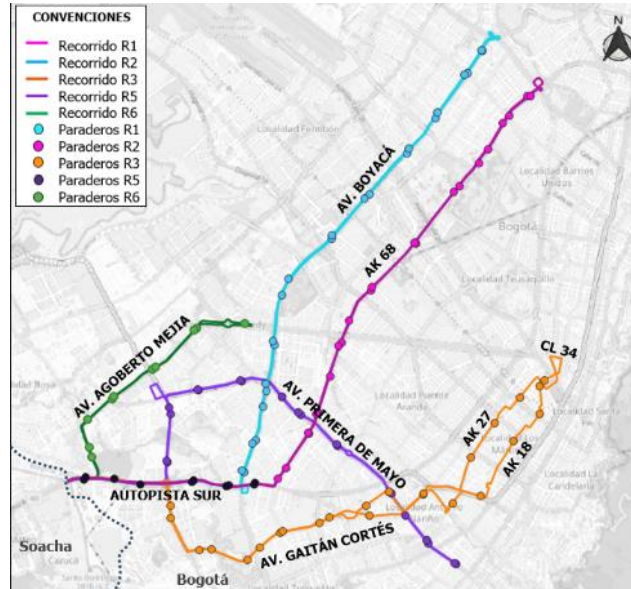 CONVENCIONES
Recorrido R1
Recorrido R2
Recorrido R3
Recorrido R5
Recorrido R6
Paraderos R1
Paraderos R2
Paraderos R3
Paraderos R5
Paraderos R6
N
Localidad Fontibón
AV. BOYACÁ
Localidad Barrios
Unidos
Bogotá
AK 68
Localidad Teusaquillo
CL 34
AV. AGOBERTO MEJIA
Localidad Puente
Aranda
AV. PRIMERA DE MAYO
AK 27
AK 18
Localidad La
Candelaria
AUTOPISTA SUR
AV. GAITÁN CORTÉS
Soacha
Bogotá